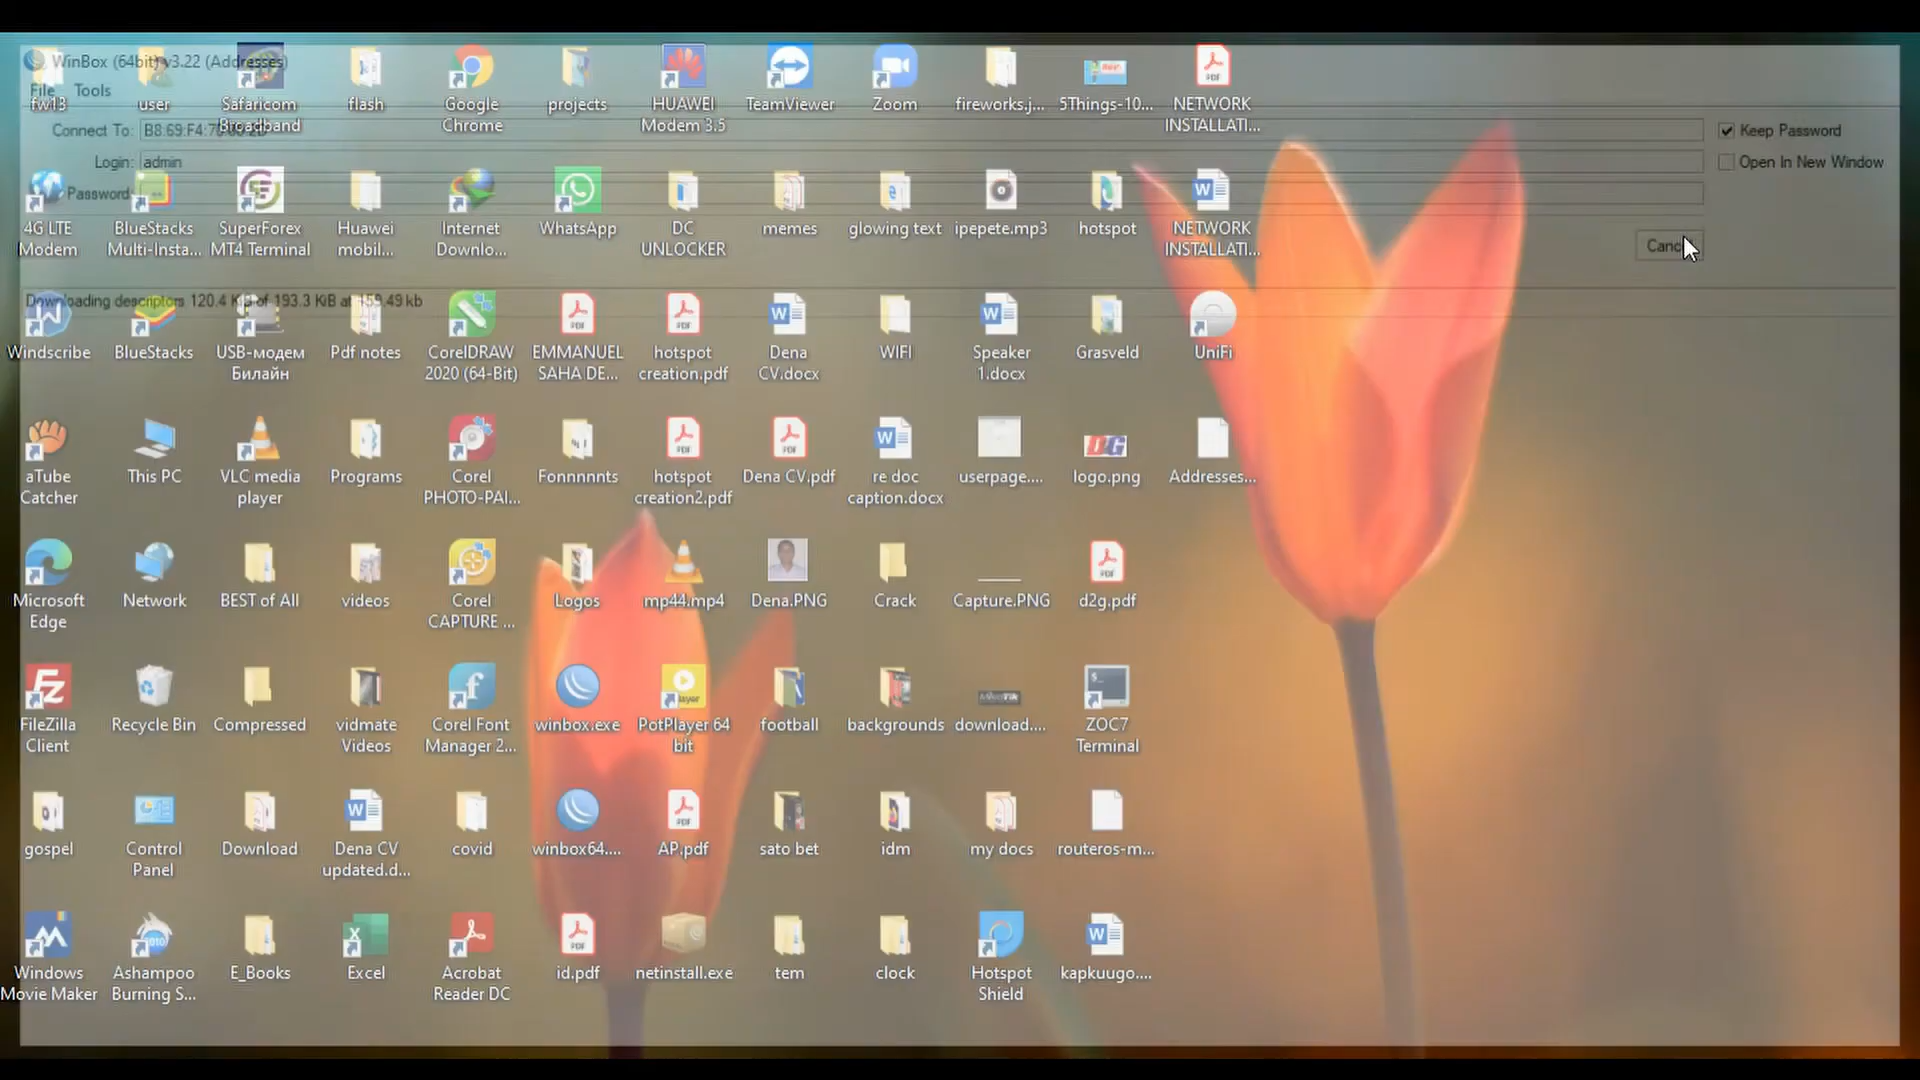 WinBox (64bit) v3.22 (Addresses)
File Tools
Connect To: B8:69:F4:7
Login: admin
Password:
Keep Password
Open In New Window
Canc
Downloading descriptors 120.4 KiB of 193.3 KiB at 159.49 kb
fw13
user
Safaricom
Broadband
flash
Google
Chrome
projects
HUAWEI
Modem 3.5
TeamViewer
Zoom
fireworks.j...
5Things-10...
NETWORK
INSTALLATI...
4G LTE
Modem
BlueStacks
Multi-Insta...
SuperForex
MT4 Terminal
Huawei
mobil...
Internet
Downlo...
WhatsApp
DC
UNLOCKER
memes
glowing text
ipepete.mp3
hotspot
NETWORK
INSTALLATI...
Windscribe
BlueStacks
USB-модем
Билайн
Pdf notes
CorelDRAW
2020 (64-Bit)
EMMANUEL
SAHA DE...
hotspot
creation.pdf
Dena
CV.docx
WIFI
Speaker
1.docx
Grasveld
UniFi
aTube
Catcher
This PC
VLC media
player
Programs
Corel
PHOTO-PAI...
Fonnnnnts
hotspot
creation2.pdf
Dena CV.pdf
re doc
caption.docx
userpage....
logo.png
Addresses...
Microsoft
Edge
Network
BEST of All
videos
Corel
CAPTURE ...
Logos
mp44.mp4
Dena.PNG
Crack
Capture.PNG
d2g.pdf
FileZilla
Client
Recycle Bin
Compressed
vidmate
Videos
Corel Font
Manager 2...
winbox.exe
PotPlayer 64
bit
football
backgrounds
download....
ZOC7
Terminal
gospel
Control
Panel
Download
Dena CV
updated.d...
covid
winbox64....
AP.pdf
sato bet
idm
my docs
routeros-m...
Windows
Movie Maker
Ashampoo
Burning S...
E_Books
Excel
Acrobat
Reader DC
id.pdf
netinstall.exe
tem
clock
Hotspot
Shield
kapkuugo....